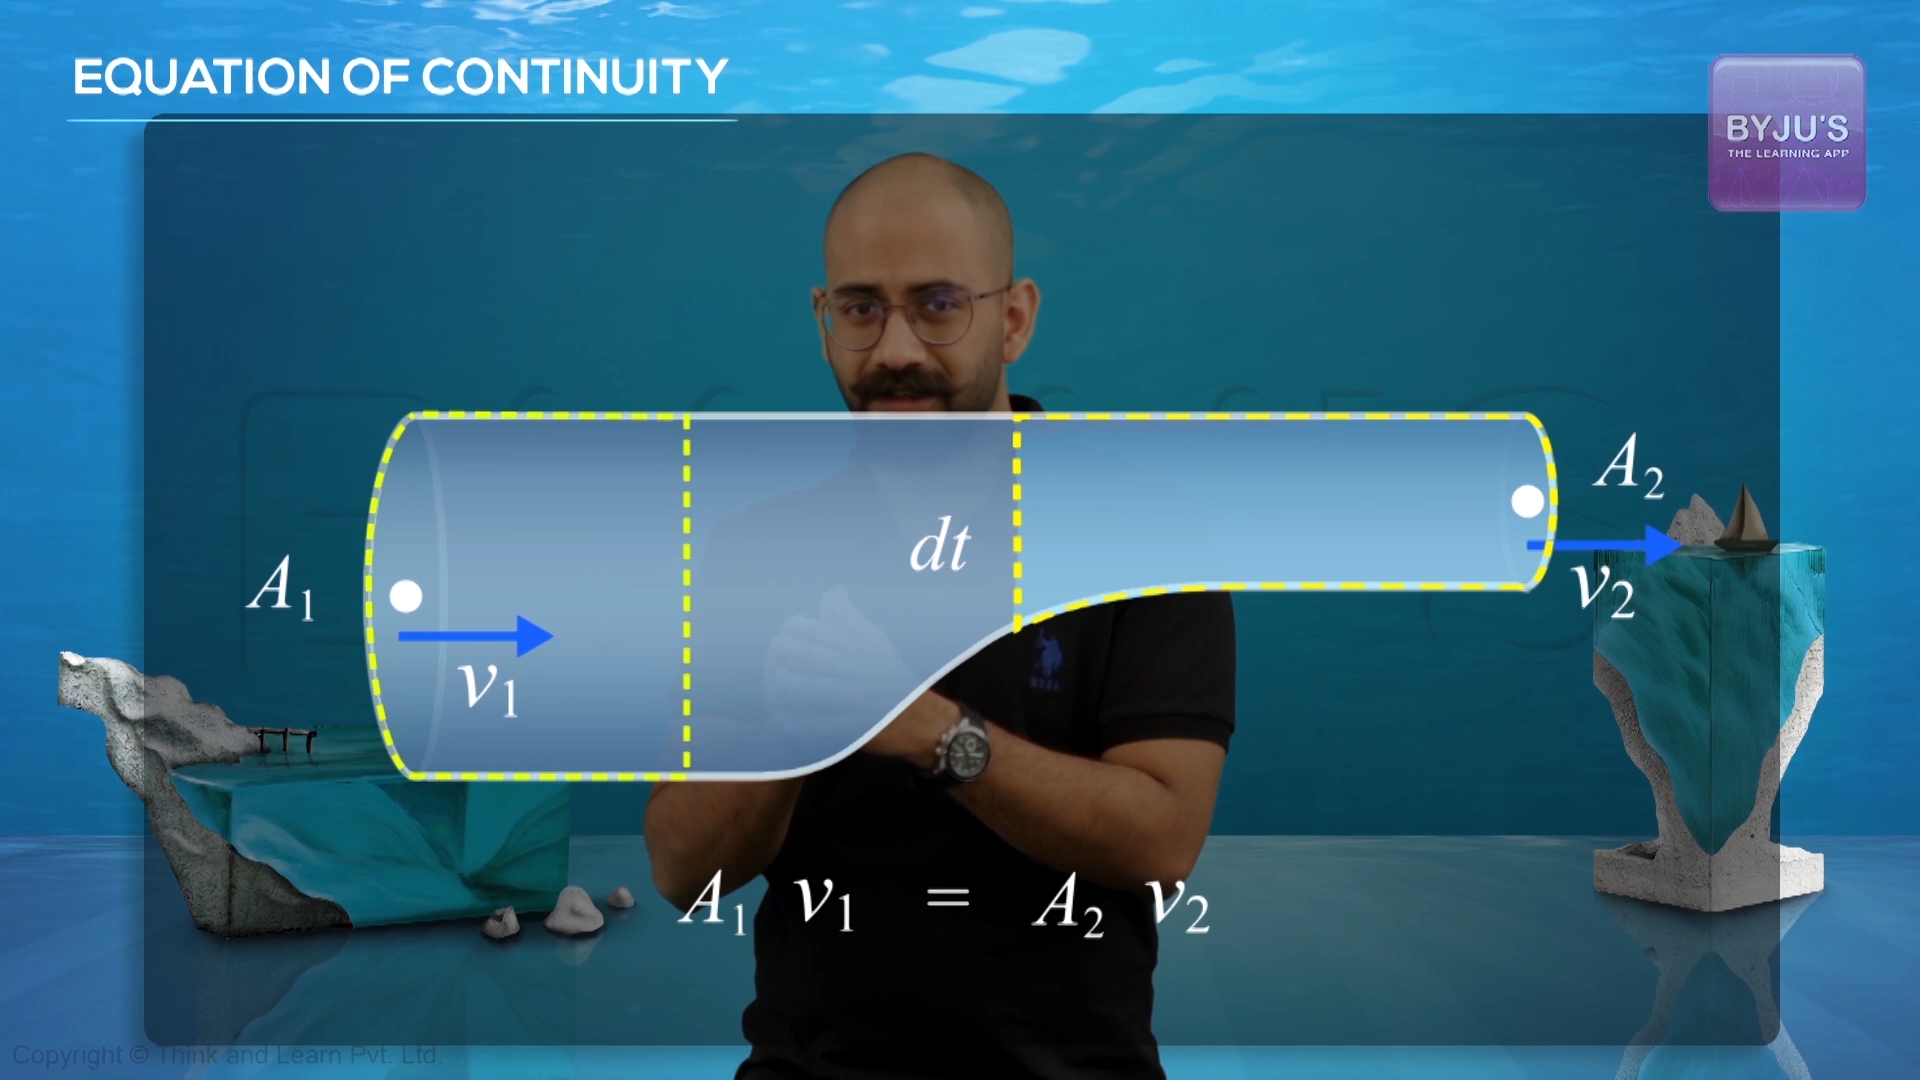 EQUATION OF CONTINUITY
BYJU'S
THE LEARNING APP
A₂
dt
A₁
v₂
v₁
A₁ v₁ = A₂ v₂
Copyright © Think and Learn Pvt. Ltd.